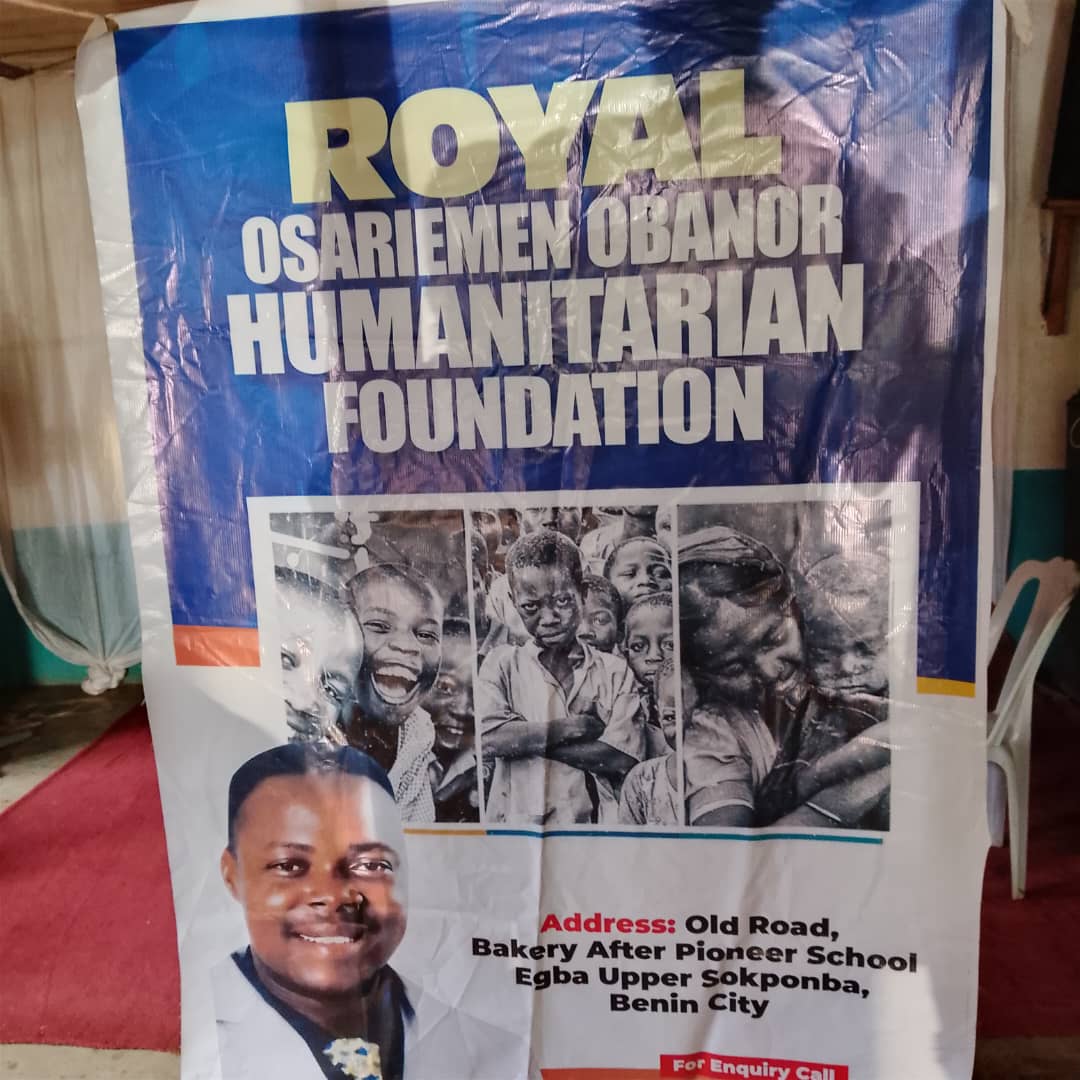 ROYAL
OSARIEMEN OBANOR
HUMANITARIAN
FOUNDATION
Address: Old Road,
Bakery After Pioneer School
Egba Upper Sokponba,
Benin City
For Enquiry Call